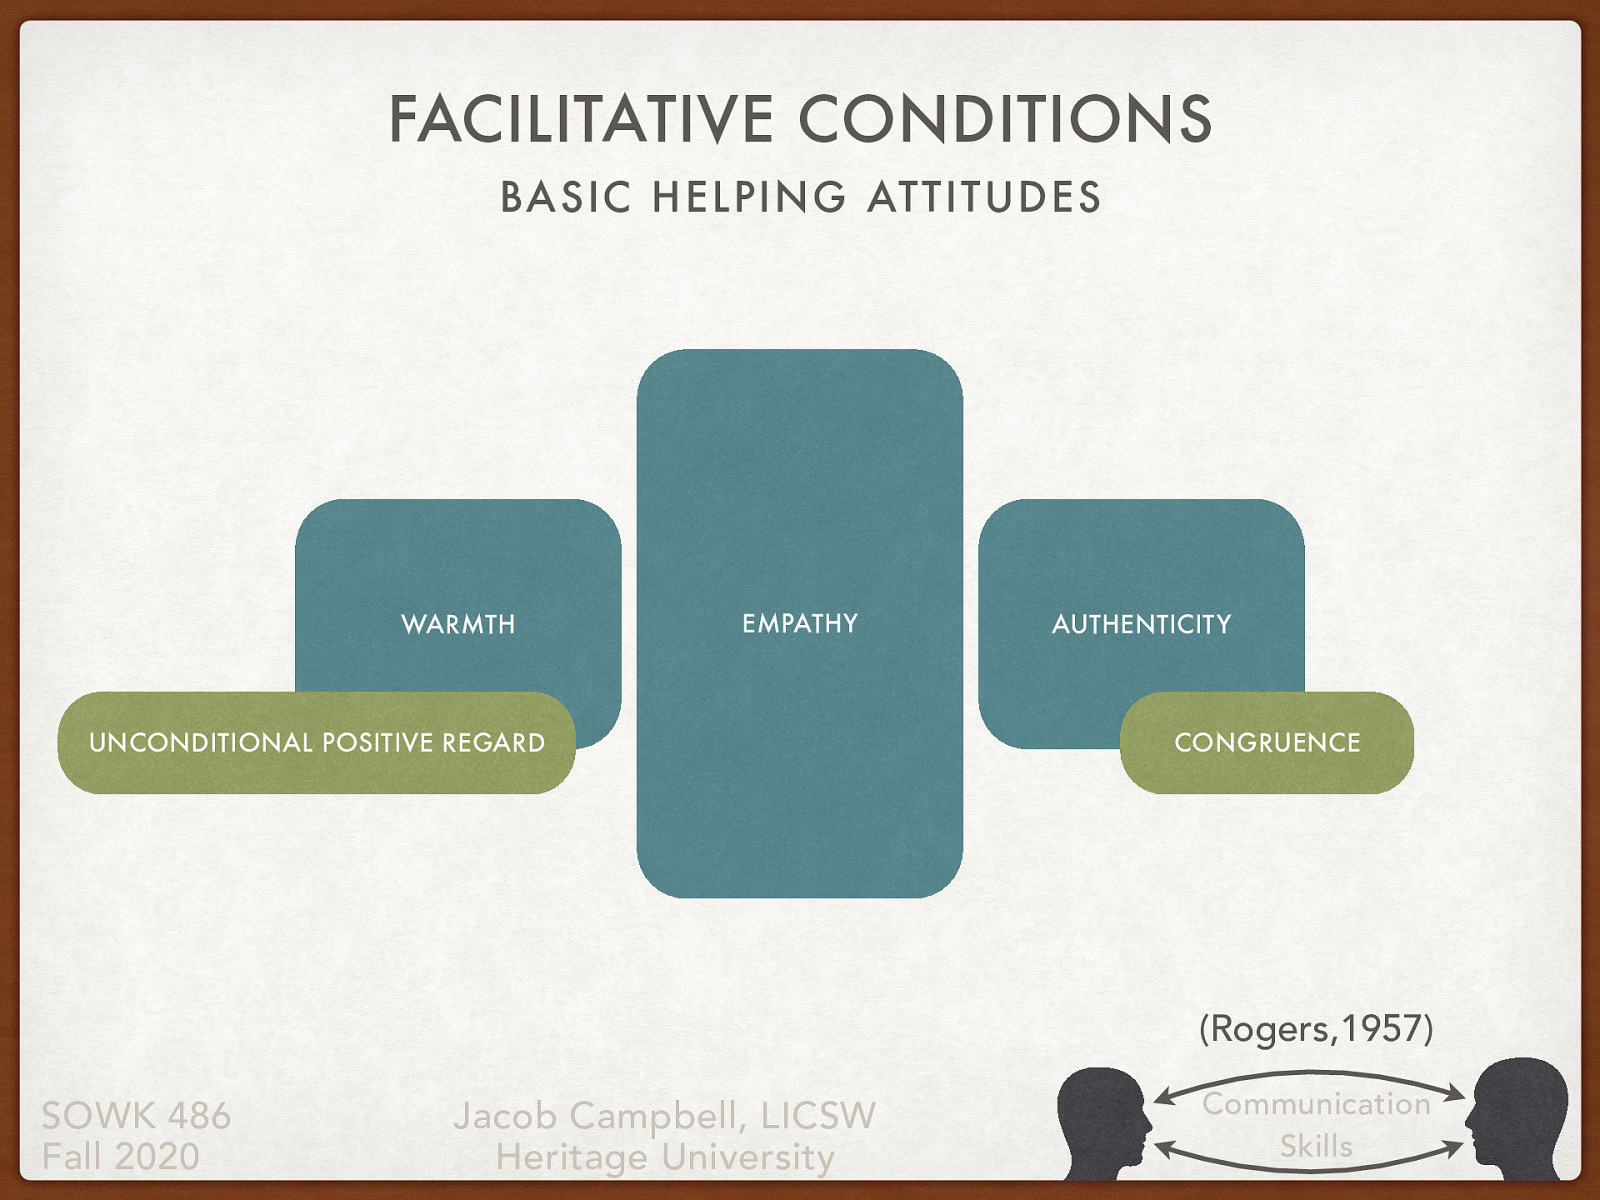 FACILITATIVE CONDITIONS
BASIC HELPING ATTITUDES
WARMTH
EMPATHY
AUTHENTICITY
UNCONDITIONAL POSITIVE REGARD
CONGRUENCE
(Rogers,1957)
Communication
Skills
SOWK 486
Fall 2020
Jacob Campbell, LICSW
Heritage University